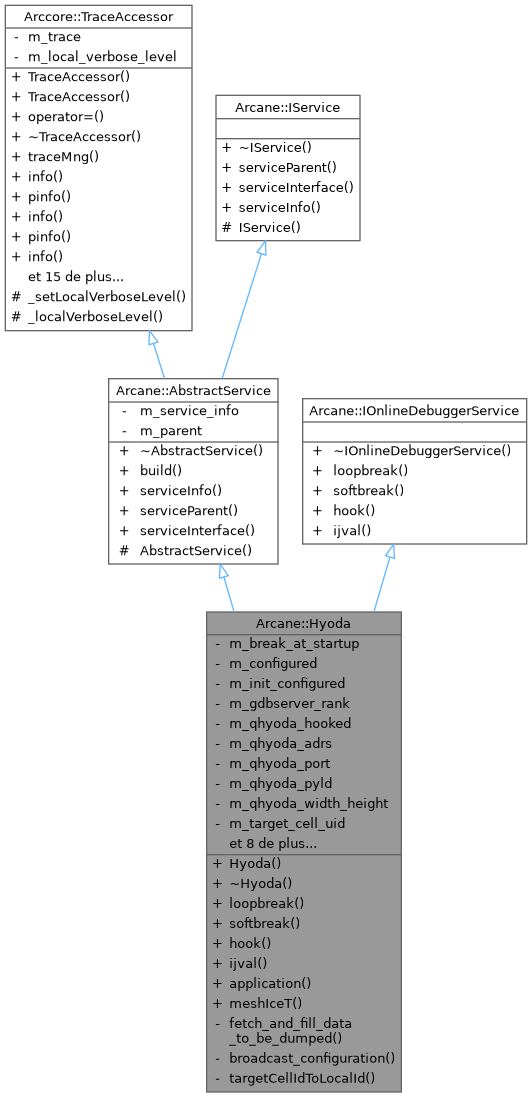 Arccore::TraceAccessor
- m_trace
- m_local_verbose_level
+ TraceAccessor()
+ TraceAccessor()
+ operator=()
+ ~TraceAccessor()
+ traceMng()
+ info()
+ pinfo()
+ info()
+ pinfo()
+ info()
et 15 de plus...
# _setLocalVerboseLevel()
# _localVerboseLevel()
Arcane::IService
+ ~IService()
+ serviceParent()
+ serviceInterface()
+ serviceInfo()
# IService()
Arcane::AbstractService
- m_service_info
- m_parent
+ ~AbstractService()
+ build()
+ serviceInfo()
+ serviceParent()
+ serviceInterface()
# AbstractService()
Arcane::IOnlineDebuggerService
+ ~IOnlineDebuggerService()
+ loopbreak()
+ softbreak()
+ hook()
+ ijval()
Arcane::Hyoda
- m_break_at_startup
- m_configured
- m_init_configured
- m_gdbserver_rank
- m_qhyoda_hooked
- m_qhyoda_adrs
- m_qhyoda_port
- m_qhyoda_pyld
- m_qhyoda_width_height
- m_target_cell_uid
et 8 de plus...
+ Hyoda()
+ ~Hyoda()
+ loopbreak()
+ softbreak()
+ hook()
+ ijval()
+ application()
+ meshIceT()
- fetch_and_fill_data
_to_be_dumped()
- broadcast_configuration()
- targetCellIdToLocalId()